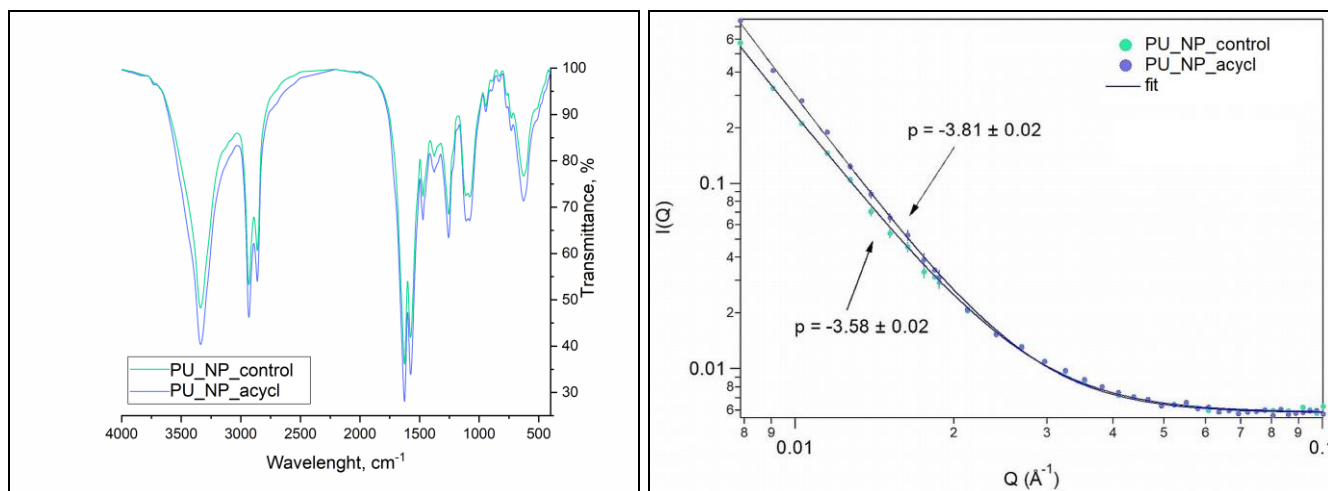 100
90
80
70
60
50
40
30
Transmittance, %
PU_NP_control
PU_NP_acycl
4000 3500 3000 2500 2000 1500 1000 500
Wavelenght, cm-1
6
4
2
0.1
8
6
4
2
0.01
8
6
I(Q)
PU_NP_control
PU_NP_acycl
fit
p = -3.81 ± 0.02
p = -3.58 ± 0.02
8 9 2 3 4 5 6 7 8 9
0.01 0.1
Q (Å-1)